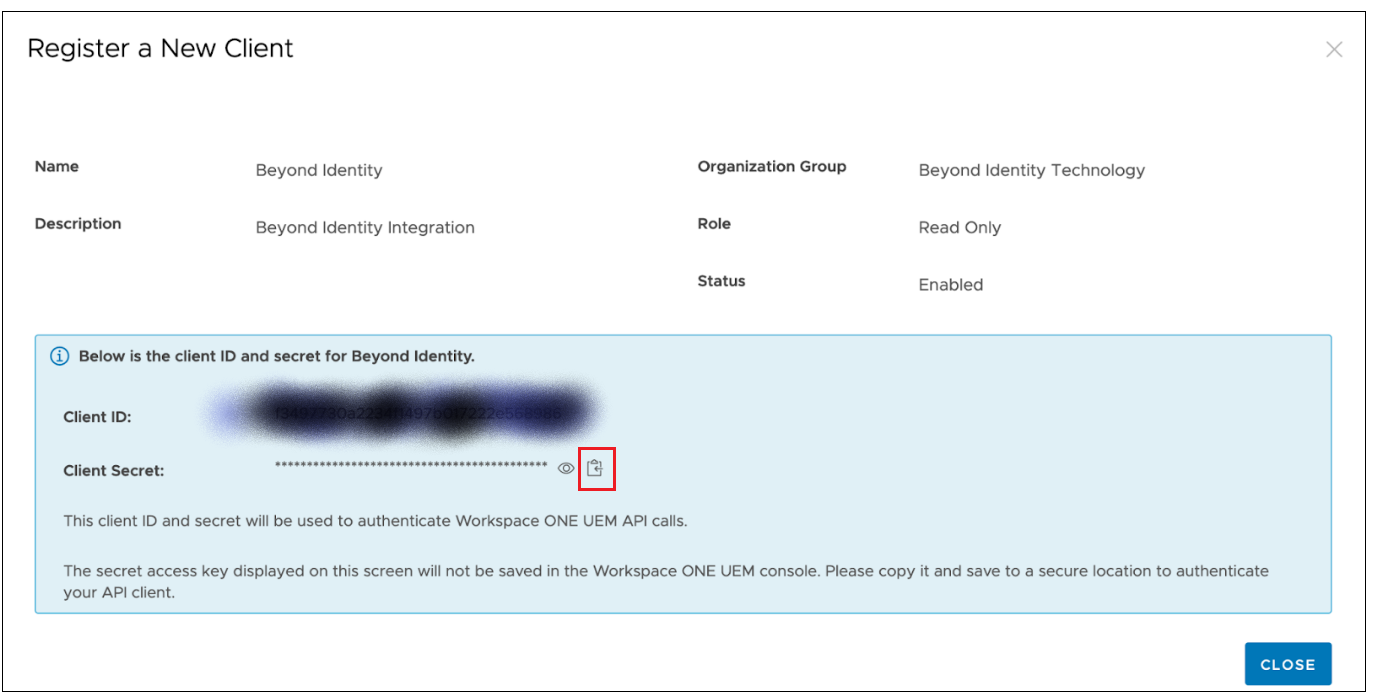 Register a New Client
Name
Beyond Identity
Organization Group
Beyond Identity Technology
Description
Beyond Identity Integration
Role
Read Only
Status
Enabled
Below is the client ID and secret for Beyond Identity.
Client ID:
Client Secret:
*******************************************
This client ID and secret will be used to authenticate Workspace ONE UEM API calls.
The secret access key displayed on this screen will not be saved in the Workspace ONE UEM console. Please copy it and save to a secure location to authenticate
your API client.
CLOSE